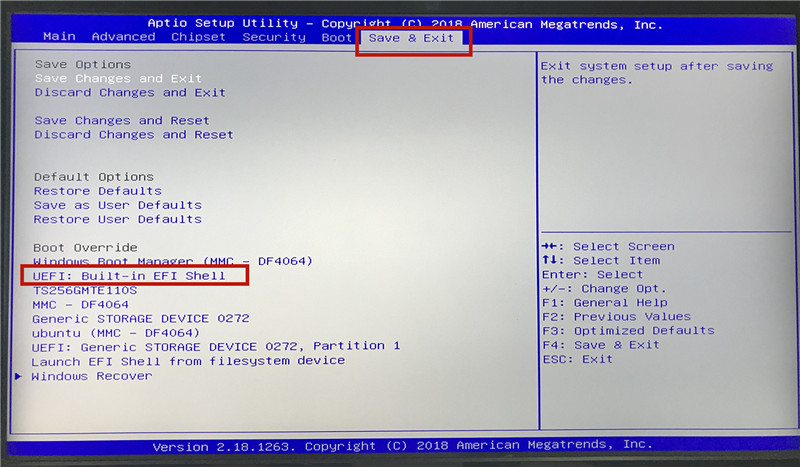 Aptio Setup Utility – Copyright (C) 2018 American Megatrends, Inc.
Main Advanced Chipset Security Boot Save & Exit
Save Options
Save Changes and Exit
Discard Changes and Exit
Save Changes and Reset
Discard Changes and Reset
Default Options
Restore Defaults
Save as User Defaults
Restore User Defaults
Boot Override
Windows Boot Manager (MMC – DF4064)
UEFI: Built-in EFI Shell
TS256GMTE110S
MMC – DF4064
Generic STORAGE DEVICE 0272
ubuntu (MMC – DF4064)
UEFI: Generic STORAGE DEVICE 0272, Partition 1
Launch EFI Shell from filesystem device
▶ Windows Recover
Exit system setup after saving
the changes.
→←: Select Screen
↑↓: Select Item
Enter: Select
+/-: Change Opt.
F1: General Help
F2: Previous Values
F3: Optimized Defaults
F4: Save & Exit
ESC: Exit
Version 2.18.1263. Copyright (C) 2018 American Megatrends, Inc.